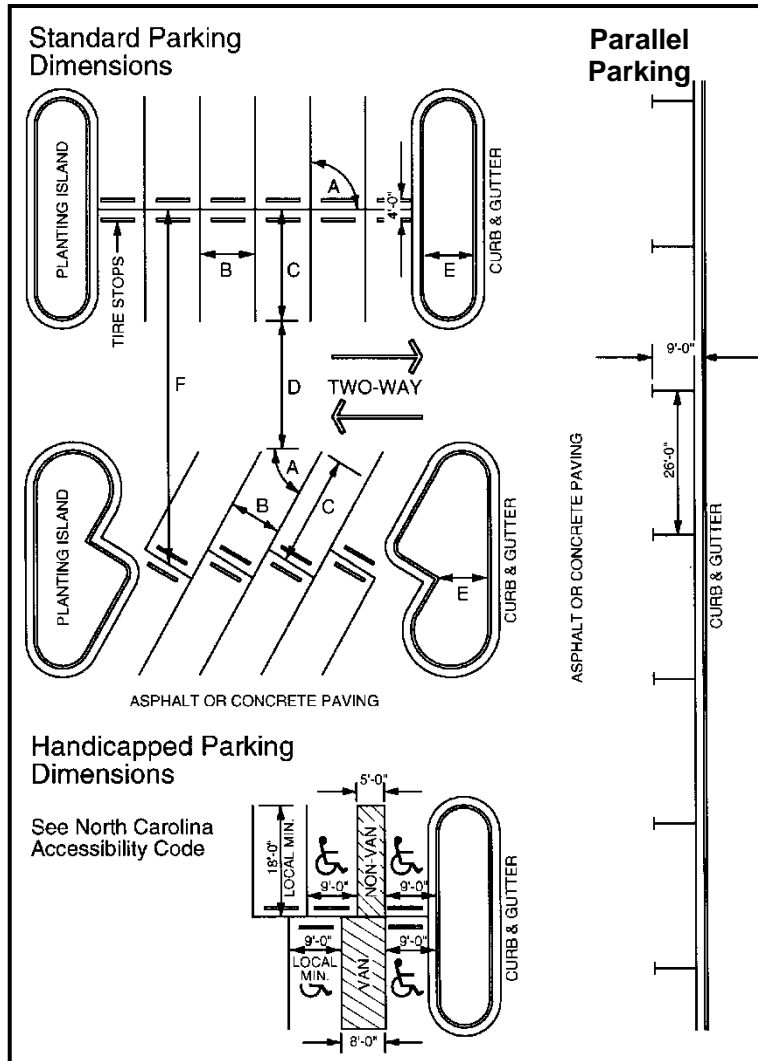 Standard Parking
Dimensions
Parallel
Parking
PLANTING ISLAND
TIRE STOPS
A
B
C
4'-0"
E
CURB & GUTTER
F
D
TWO-WAY
9'-0"
26'-0"
ASPHALT OR CONCRETE PAVING
CURB & GUTTER
PLANTING ISLAND
A
B
C
E
CURB & GUTTER
ASPHALT OR CONCRETE PAVING
Handicapped Parking
Dimensions
See North Carolina
Accessibility Code
5'-0"
18'-0"
LOCAL MIN.
9'-0"
NON-VAN
9'-0"
9'-0"
LOCAL
MIN.
VAN
9'-0"
8'-0"
CURB & GUTTER